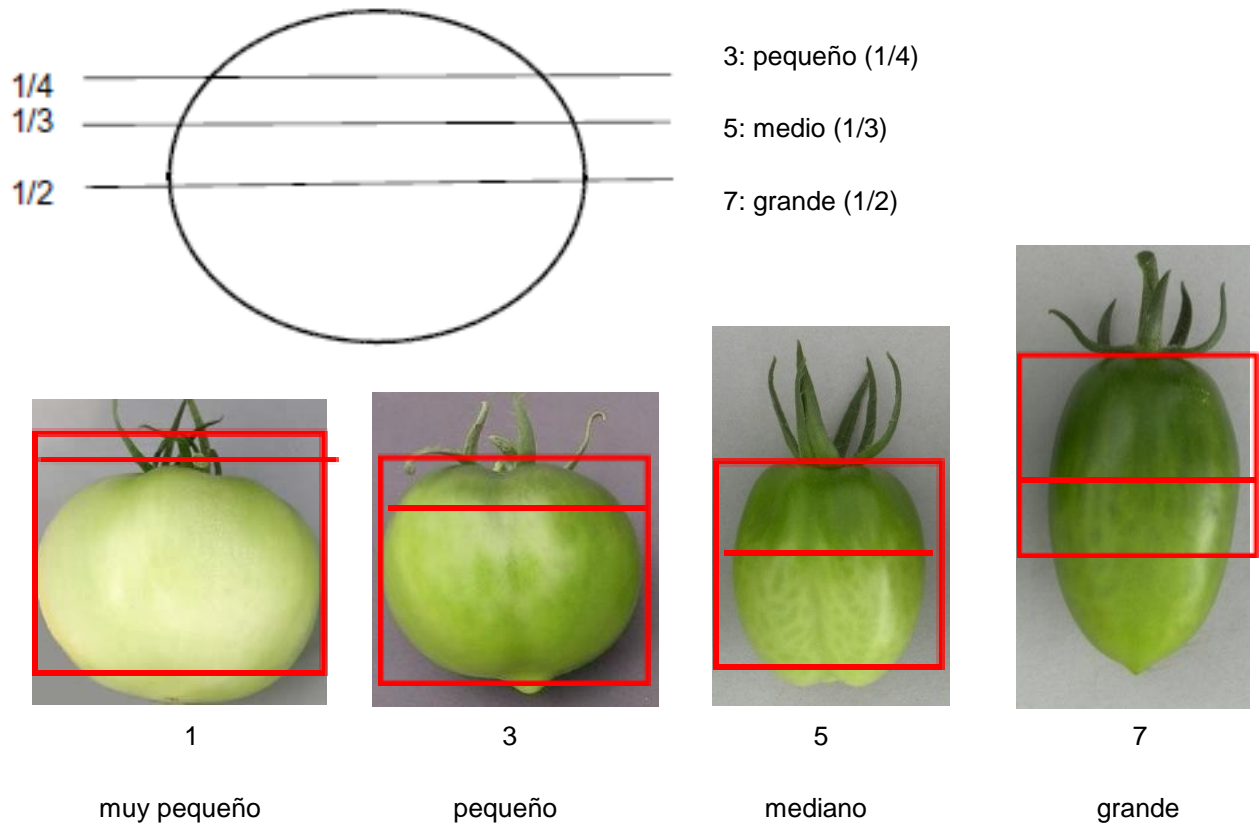 1/4
1/3
1/2
3: pequeño (1/4)
5: medio (1/3)
7: grande (1/2)
1
3
5
7
muy pequeño
pequeño
mediano
grande